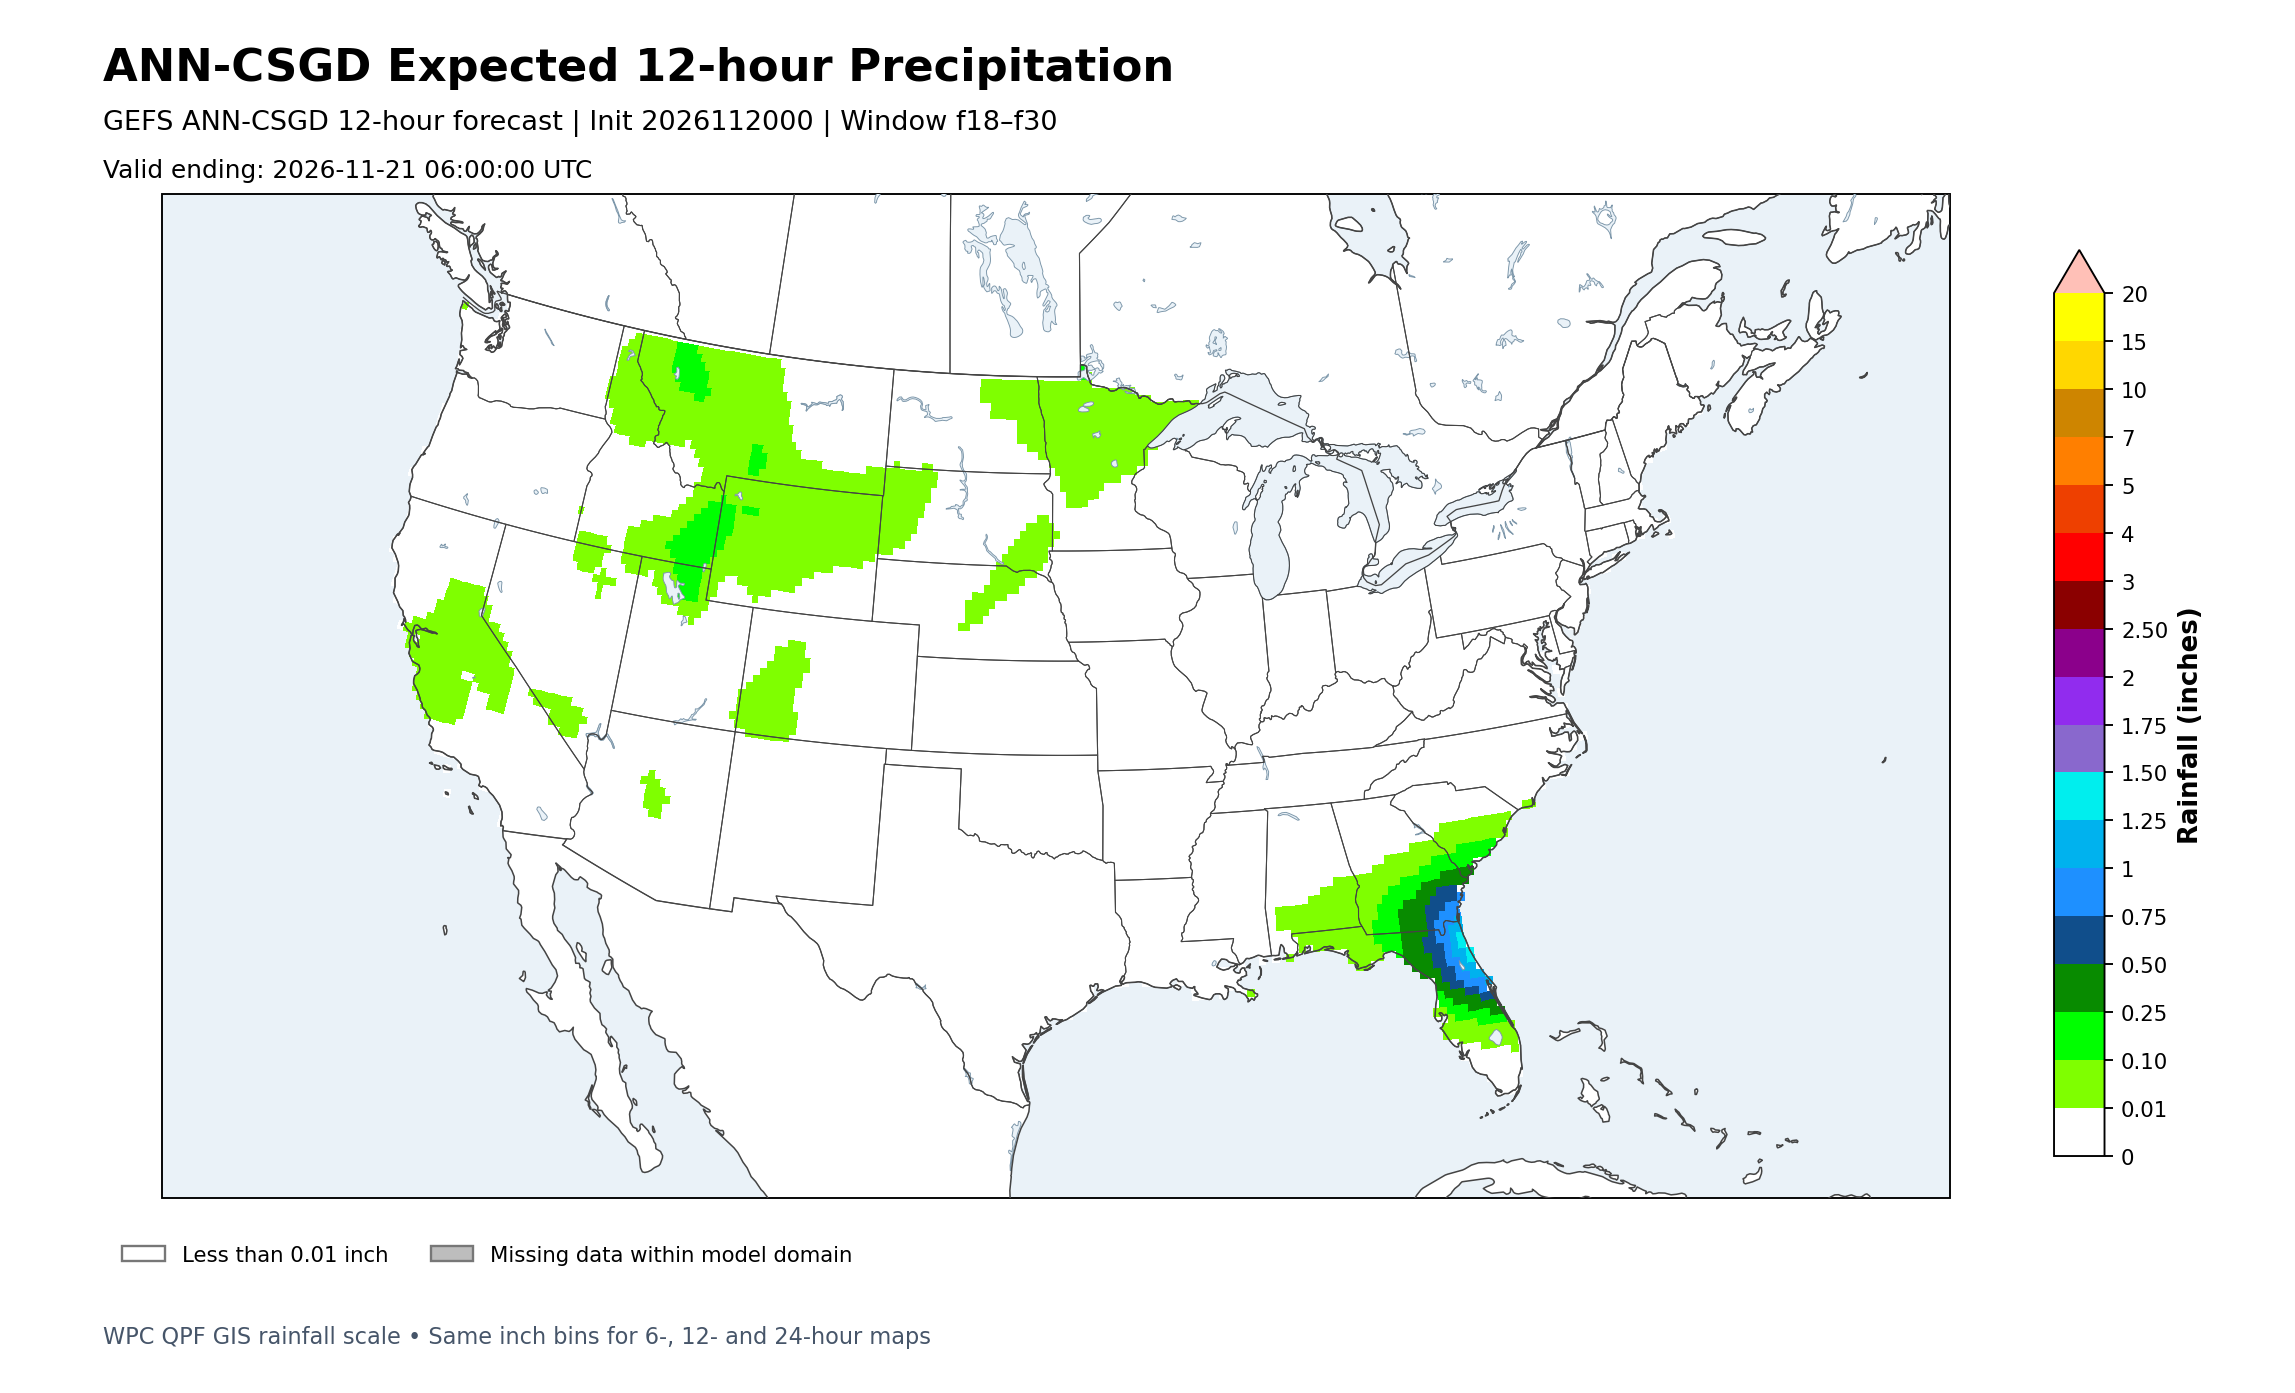 ANN-CSGD Expected 12-hour Precipitation
GEFS ANN-CSGD 12-hour forecast | Init 2026112000 | Window f18–f30
Valid ending: 2026-11-21 06:00:00 UTC
20
15
10
7
5
4
3
2.50
2
1.75
1.50
1.25
1
0.75
0.50
0.25
0.10
0.01
0
Rainfall (inches)
Less than 0.01 inch
Missing data within model domain
WPC QPF GIS rainfall scale • Same inch bins for 6-, 12- and 24-hour maps